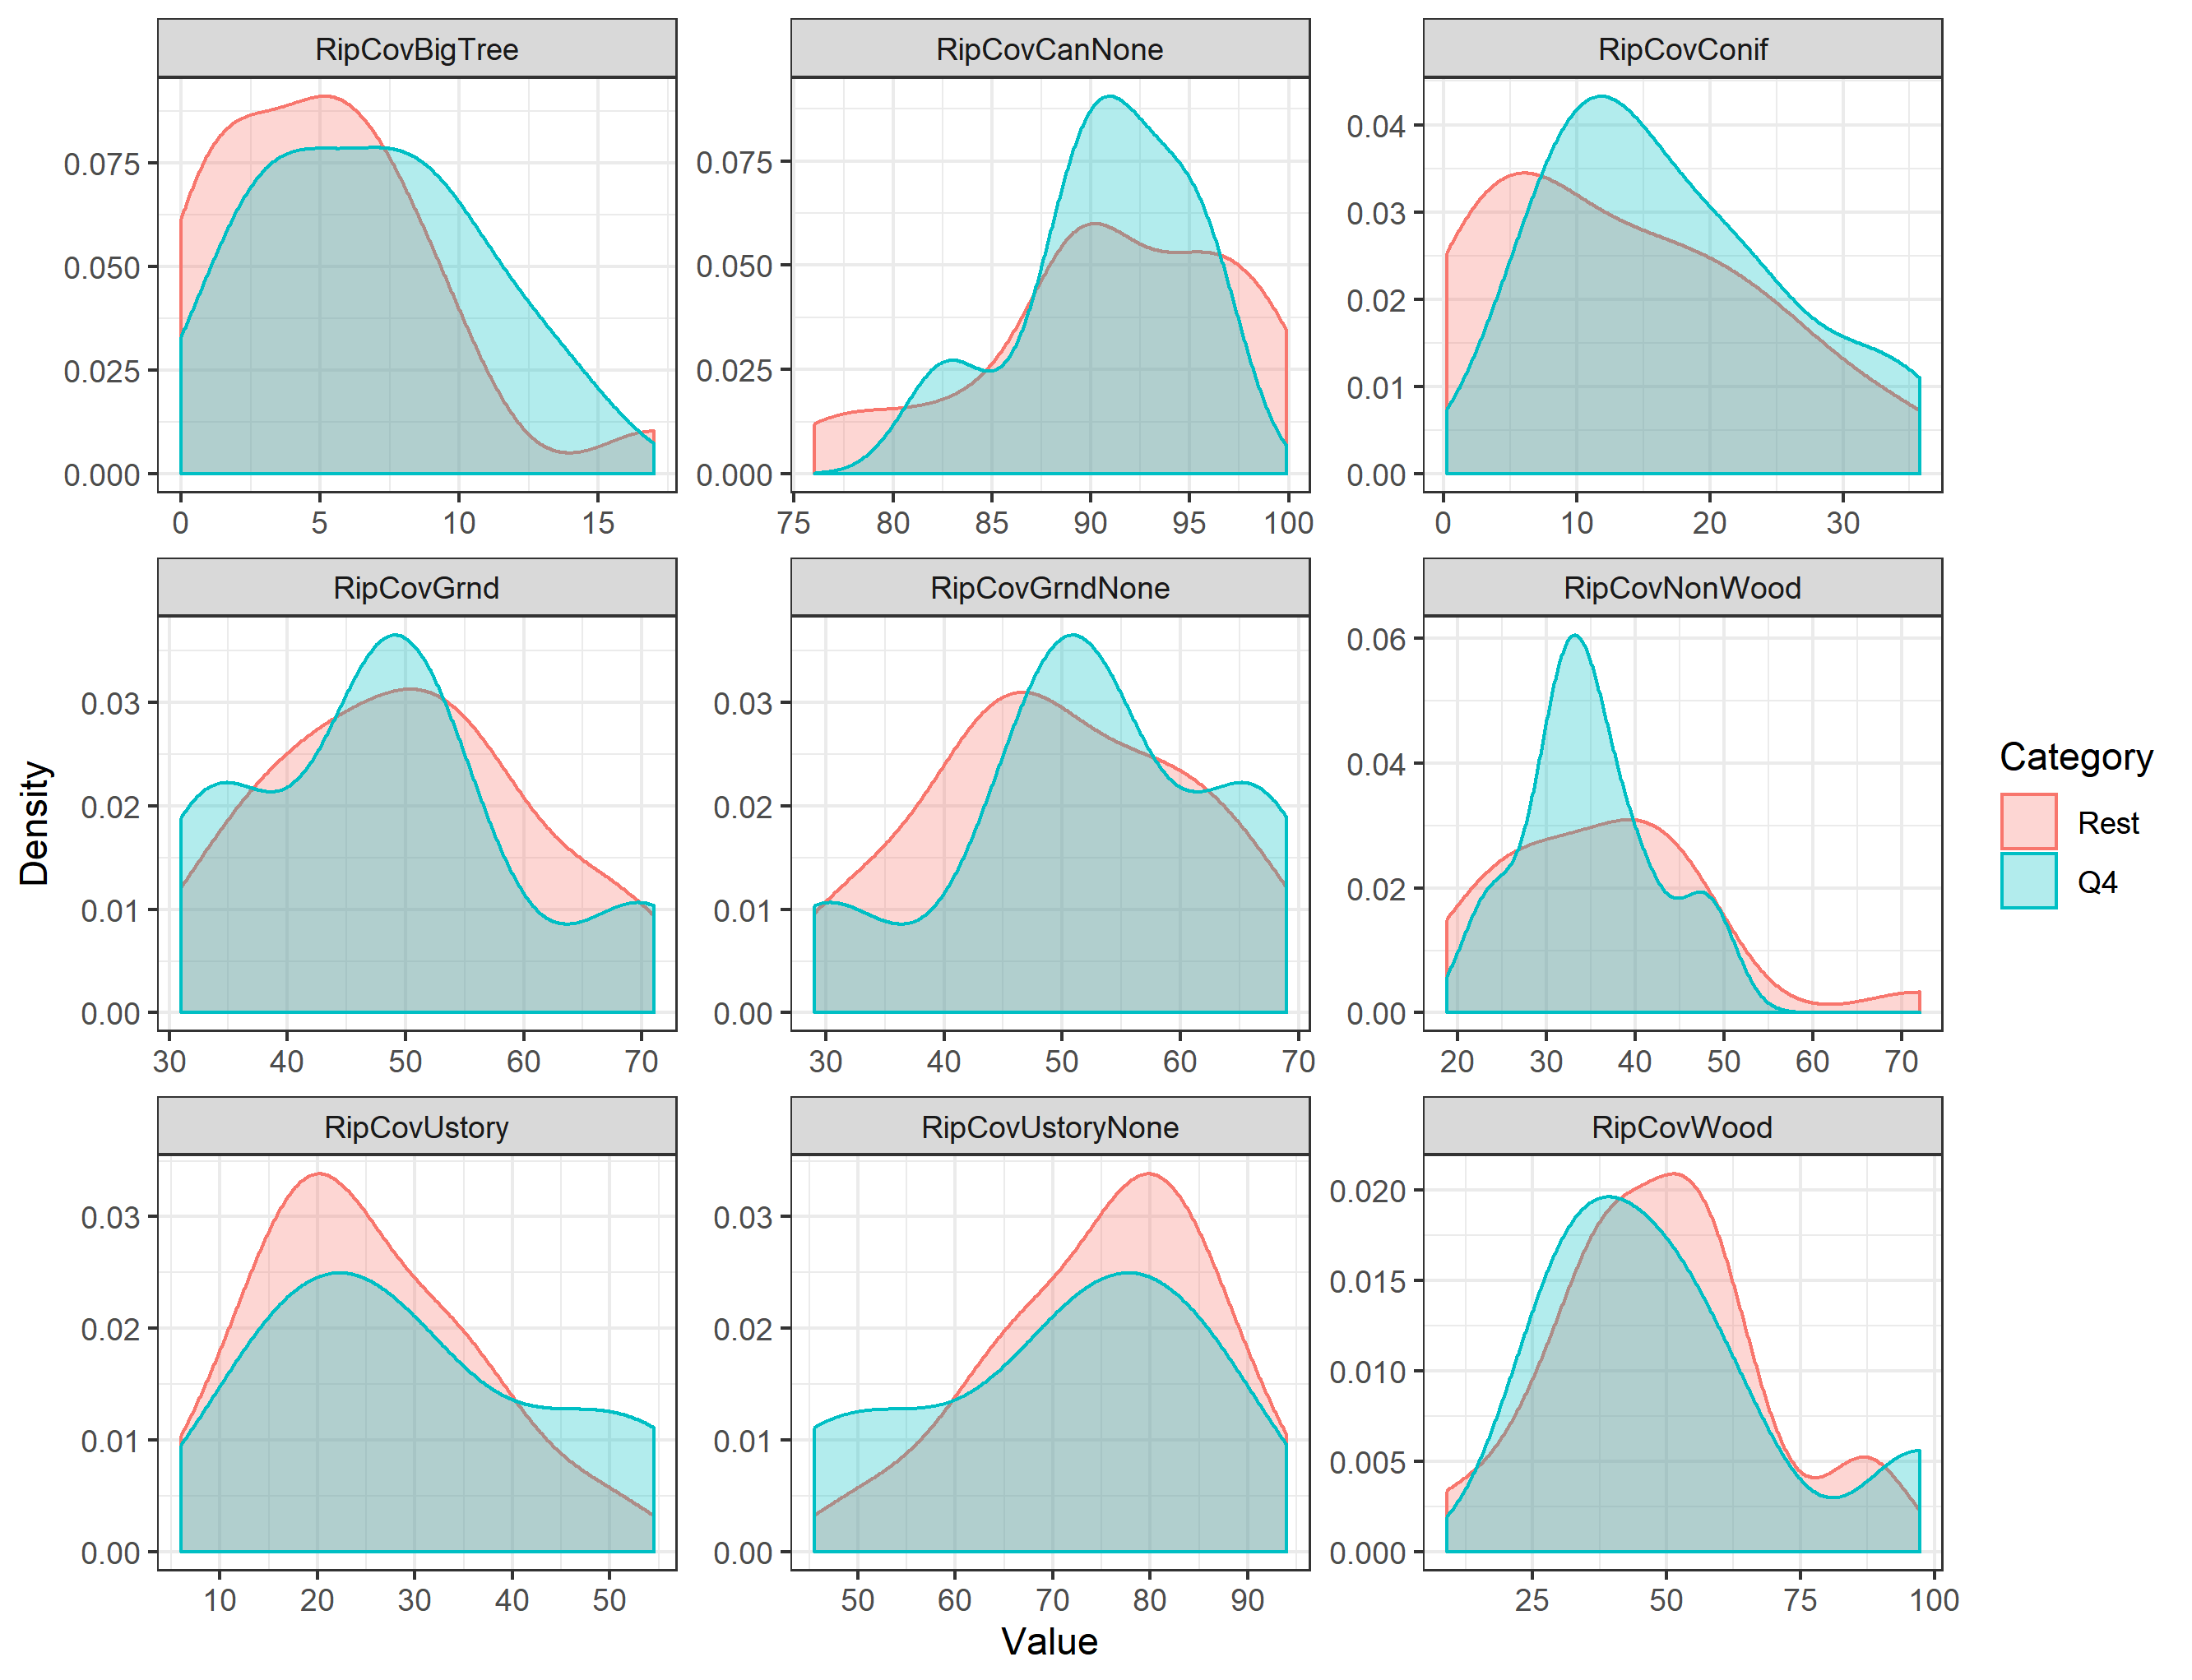 RipCovBigTree RipCovCanNone RipCovConif
0.075 0.075 0.04
0.050 0.050 0.03
0.025 0.025 0.02
0.000 0.000 0.01
0.00
0 5 10 15 75 80 85 90 95 100 0 10 20 30
RipCovGrnd RipCovGrndNone RipCovNonWood
0.03 0.03 0.06
0.02 0.02 0.04
0.01 0.01 0.02
0.00 0.00 0.00
30 40 50 60 70 30 40 50 60 70 20 30 40 50 60 70
RipCovUstory RipCovUstoryNone RipCovWood
0.03 0.03 0.020
0.02 0.02 0.015
0.01 0.01 0.010
0.00 0.00 0.005
0.000
10 20 30 40 50 50 60 70 80 90 25 50 75 100
Value
Density
Category
Rest
Q4